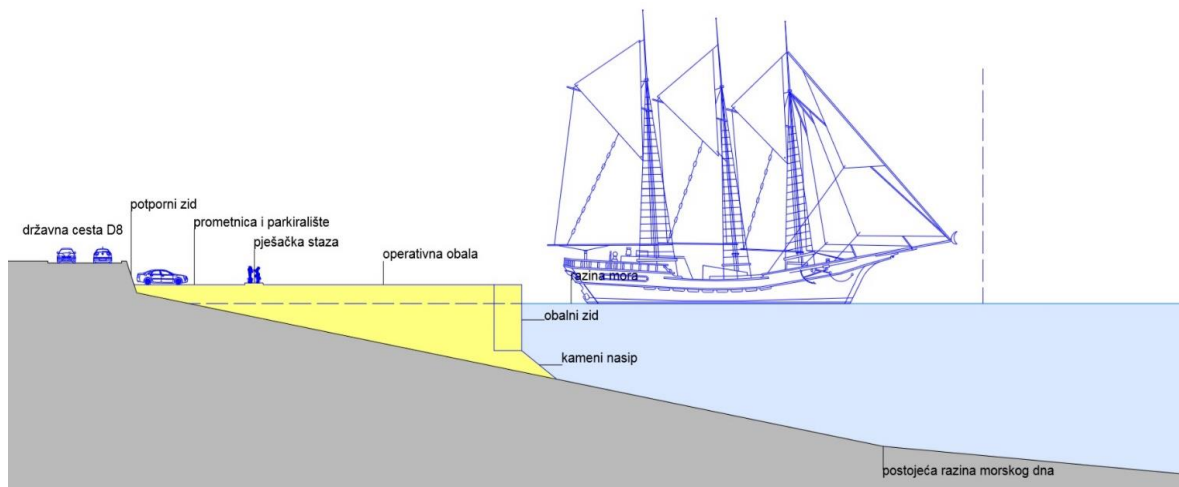 potporni zid
prometnica i parkiralište
državna cesta D8
pješačka staza
operativna obala
razina mora
obalni zid
kameni nasip
postojeća razina morskog dna